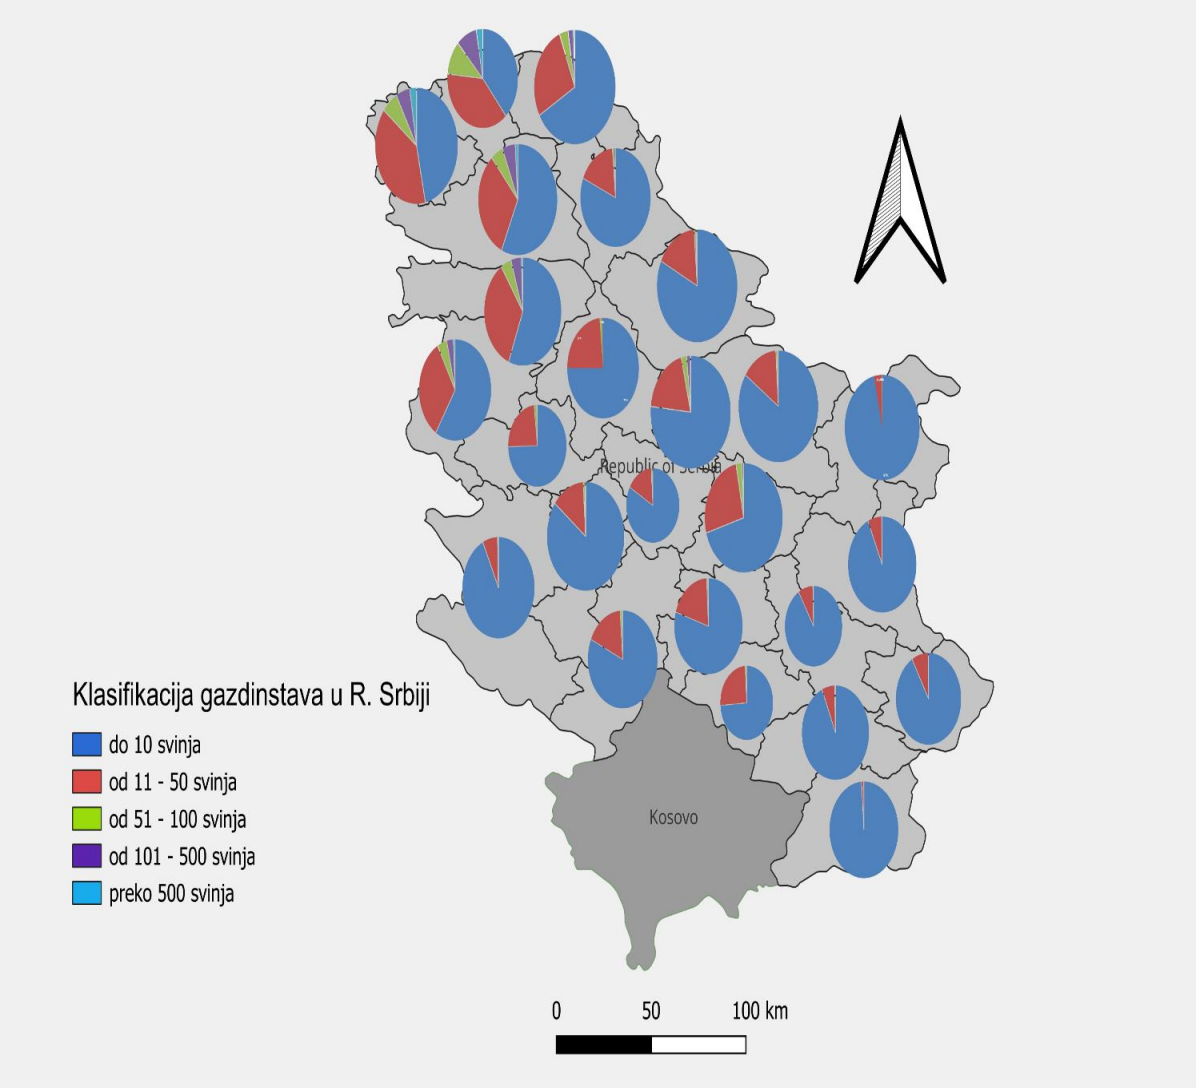 Republic of Serbia
Klasifikacija gazdinstava u R. Srbiji
do 10 svinja
od 11 - 50 svinja
od 51 - 100 svinja
od 101 - 500 svinja
preko 500 svinja
Kosovo
0 50 100 km